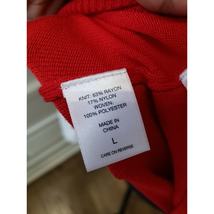 KNIT: 83% RAYON
17% NYLON
WOVEN:
100% POLYESTER
MADE IN
CHINA
L
CARE ON REVERSE